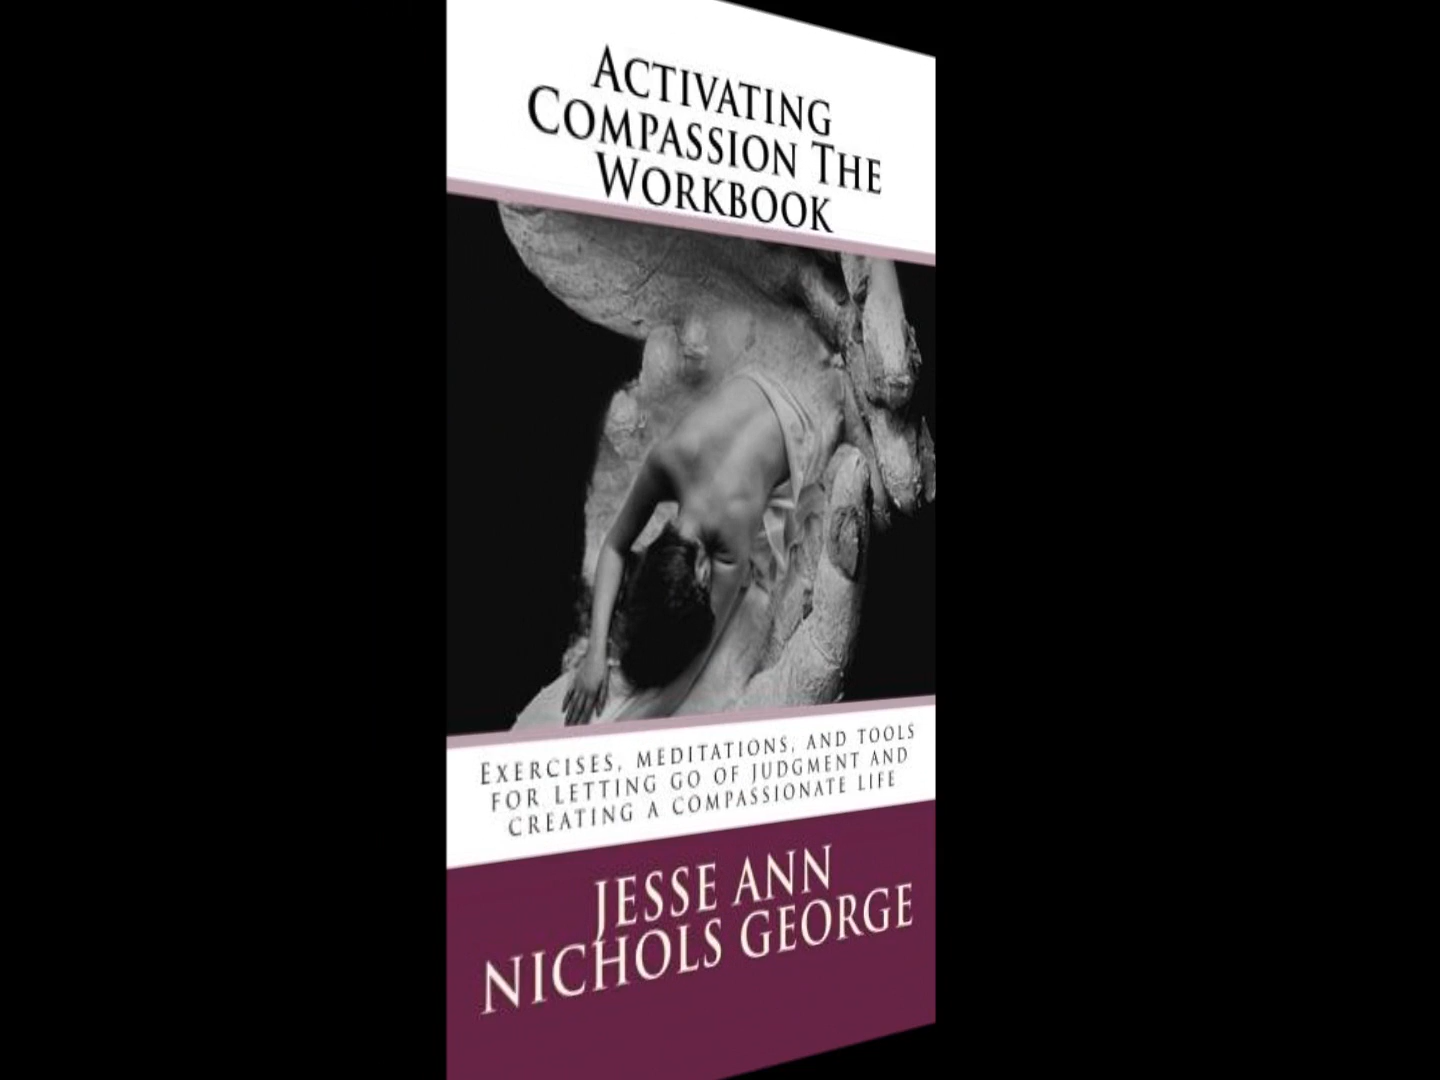 ACTIVATING
COMPASSION THE
WORKBOOK
EXERCISES, MEDITATIONS, AND TOOLS
FOR LETTING GO OF JUDGMENT AND
CREATING A COMPASSIONATE LIFE
JESSE ANN
NICHOLS GEORGE